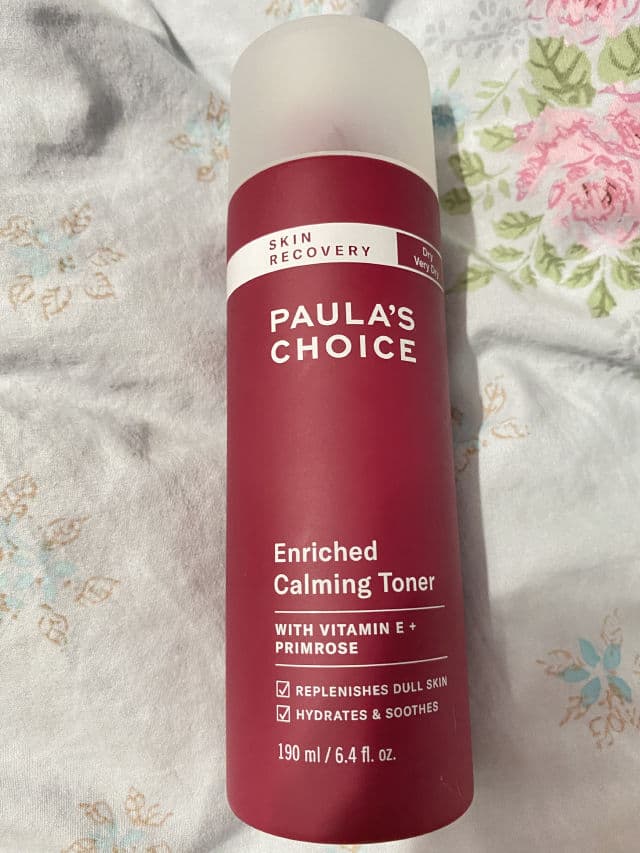 SKIN
RECOVERY
Dry
Very Dry
PAULA'S
CHOICE
Enriched
Calming Toner
WITH VITAMIN E +
PRIMROSE
☑ REPLENISHES DULL SKIN
☑ HYDRATES & SOOTHES
190 ml / 6.4 fl. oz.